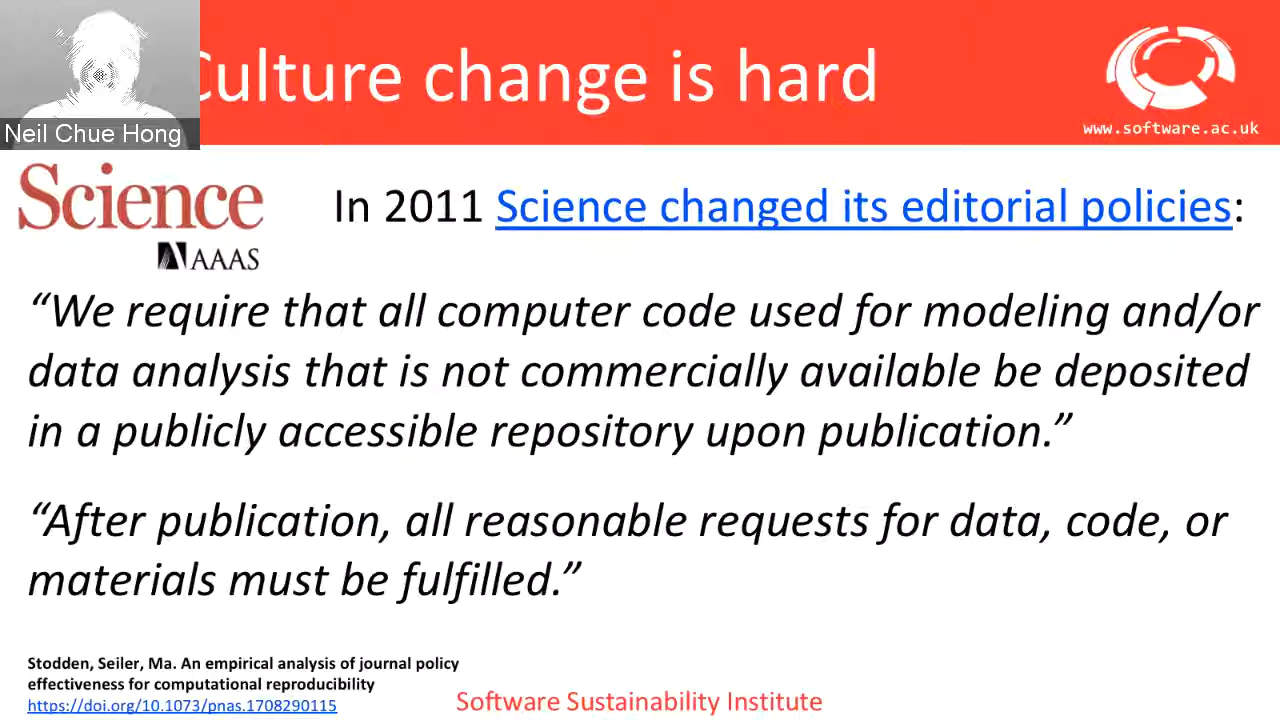 Culture change is hard
www.software.ac.uk
Neil Chue Hong
Science
AAAS
In 2011 Science changed its editorial policies:
“We require that all computer code used for modeling and/or
data analysis that is not commercially available be deposited
in a publicly accessible repository upon publication.”
“After publication, all reasonable requests for data, code, or
materials must be fulfilled.”
Stodden, Seiler, Ma. An empirical analysis of journal policy
effectiveness for computational reproducibility
https://doi.org/10.1073/pnas.1708290115
Software Sustainability Institute